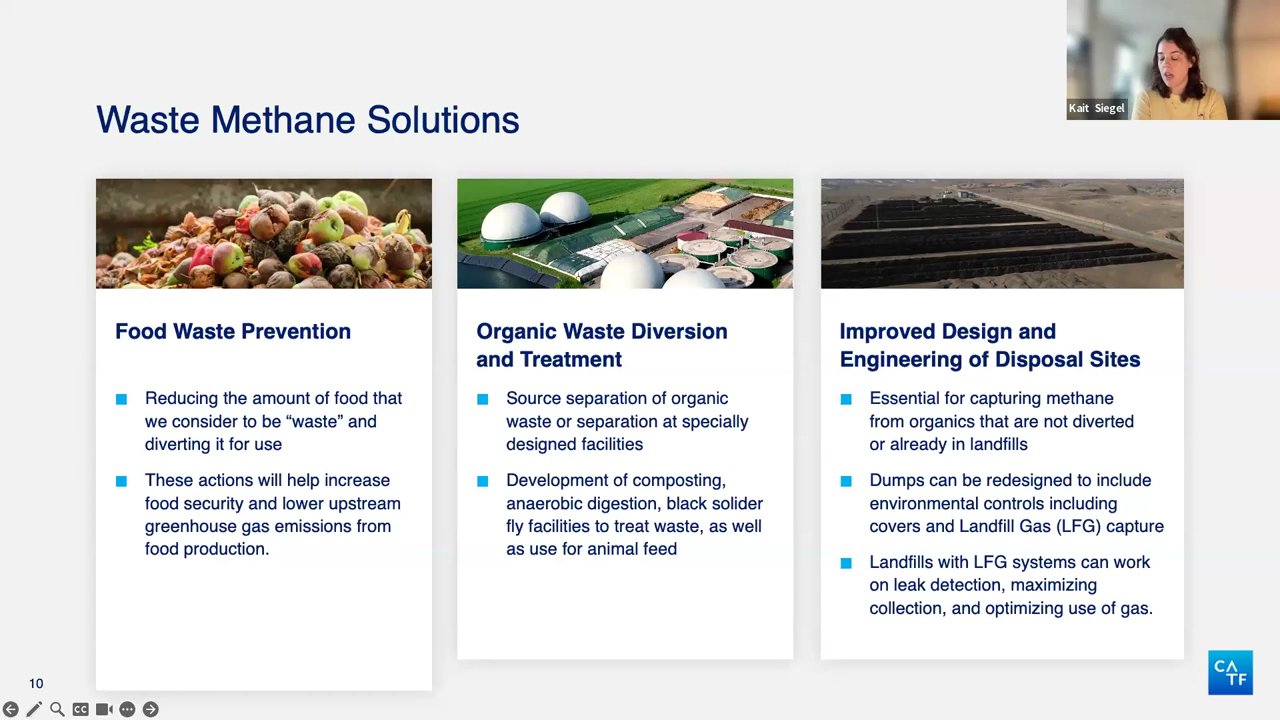 Kait Siegel
Waste Methane Solutions
Food Waste Prevention
Reducing the amount of food that
we consider to be “waste” and
diverting it for use
These actions will help increase
food security and lower upstream
greenhouse gas emissions from
food production.
Organic Waste Diversion
and Treatment
Source separation of organic
waste or separation at specially
designed facilities
Development of composting,
anaerobic digestion, black solider
fly facilities to treat waste, as well
as use for animal feed
Improved Design and
Engineering of Disposal Sites
Essential for capturing methane
from organics that are not diverted
or already in landfills
Dumps can be redesigned to include
environmental controls including
covers and Landfill Gas (LFG) capture
Landfills with LFG systems can work
on leak detection, maximizing
collection, and optimizing use of gas.
10
CC
CATF